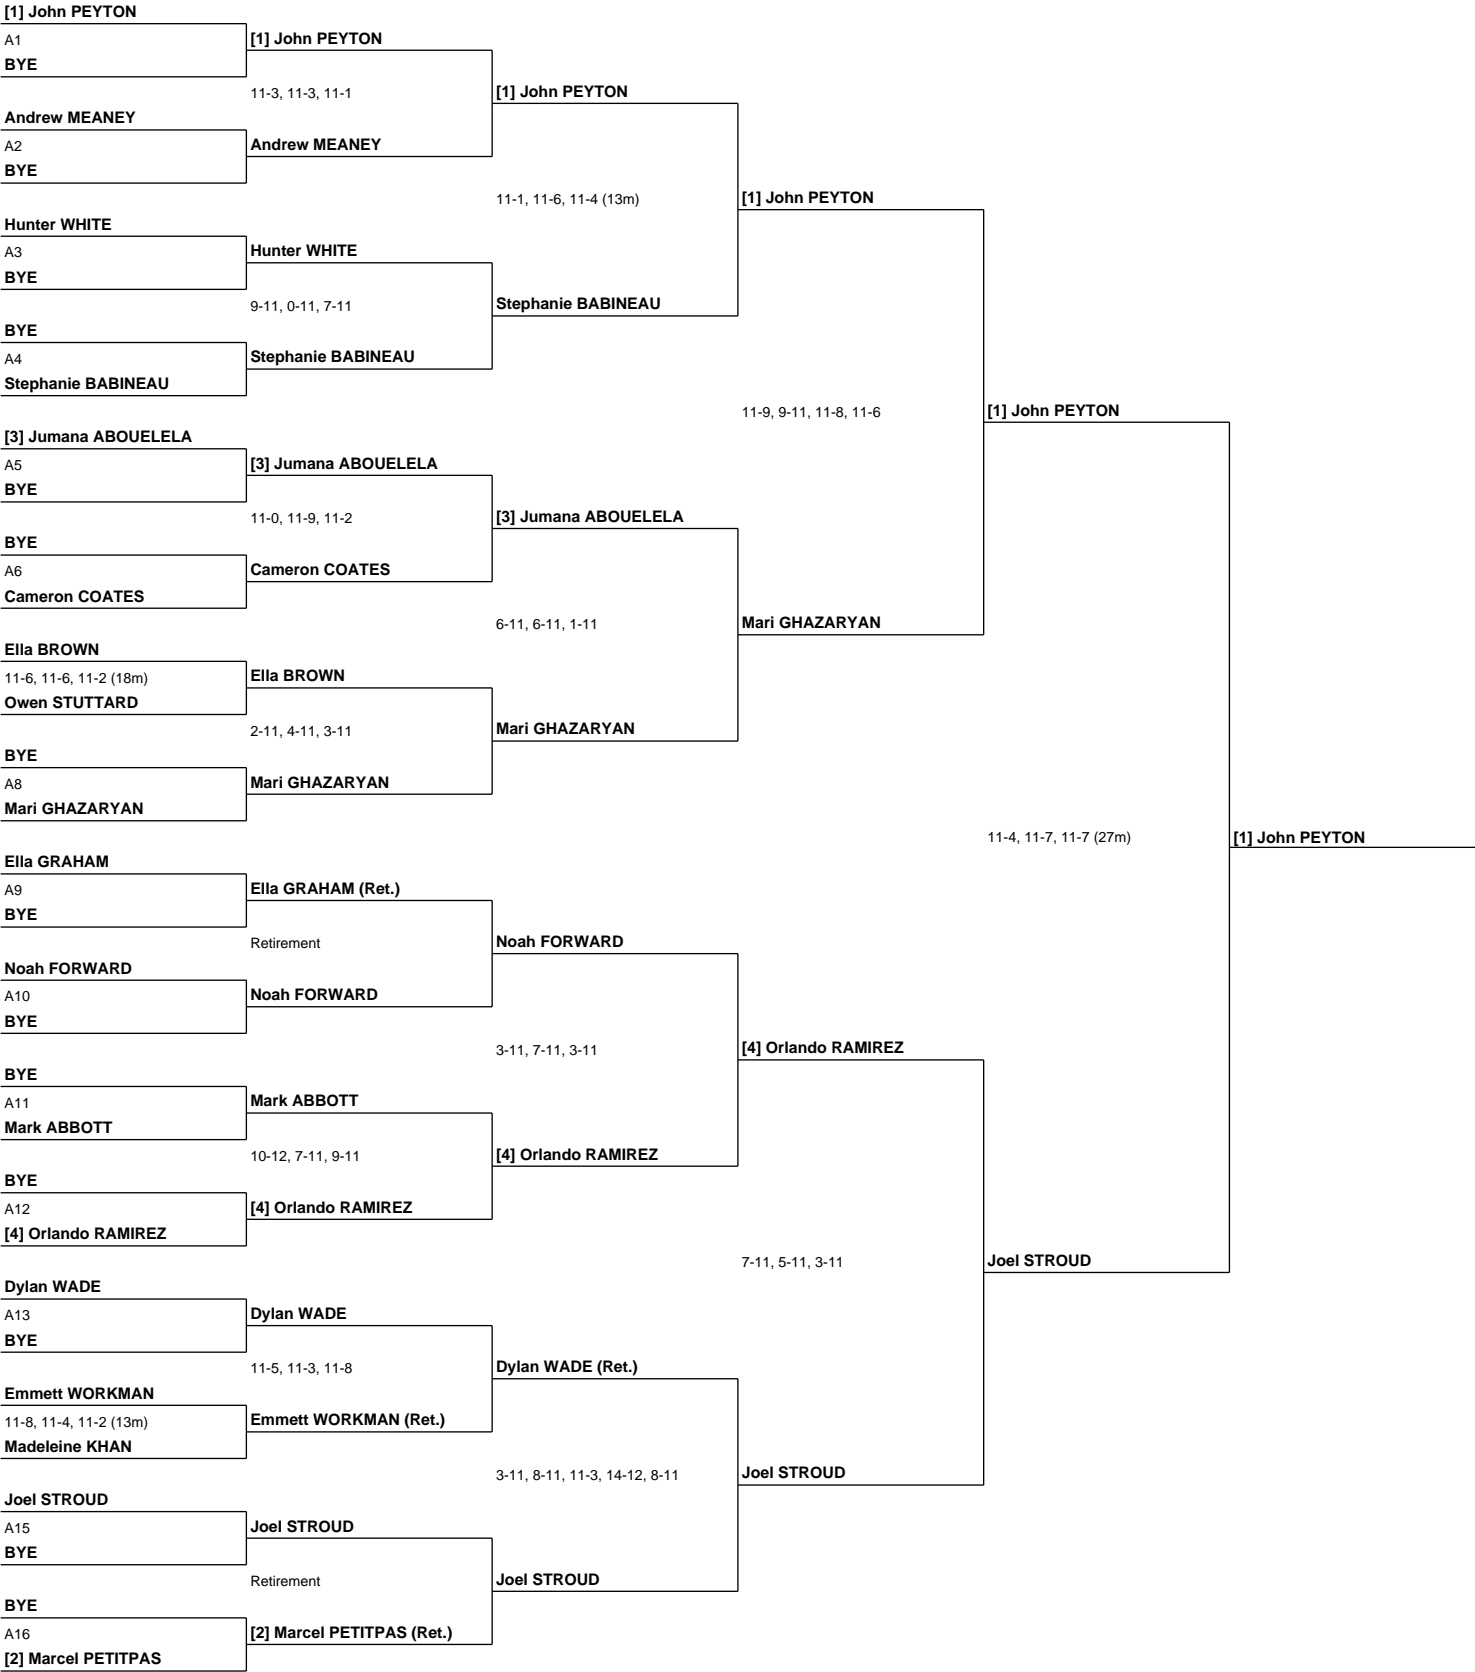 [1] John PEYTON
A1
BYE
Andrew MEANEY
A2
BYE
Hunter WHITE
A3
BYE
BYE
A4
Stephanie BABINEAU
[3] Jumana ABOUELELA
A5
BYE
BYE
A6
Cameron COATES
Ella BROWN
11-6, 11-6, 11-2 (18m)
Owen STUTTARD
BYE
A8
Mari GHAZARYAN
Ella GRAHAM
A9
BYE
Noah FORWARD
A10
BYE
BYE
A11
Mark ABBOTT
BYE
A12
[4] Orlando RAMIREZ
Dylan WADE
A13
BYE
Emmett WORKMAN
11-8, 11-4, 11-2 (13m)
Madeleine KHAN
Joel STROUD
A15
BYE
BYE
A16
[2] Marcel PETITPAS
[1] John PEYTON
11-3, 11-3, 11-1
Andrew MEANEY
Hunter WHITE
9-11, 0-11, 7-11
Stephanie BABINEAU
[3] Jumana ABOUELELA
11-0, 11-9, 11-2
Cameron COATES
Ella BROWN
2-11, 4-11, 3-11
Mari GHAZARYAN
Ella GRAHAM (Ret.)
Retirement
Noah FORWARD
Mark ABBOTT
10-12, 7-11, 9-11
[4] Orlando RAMIREZ
Dylan WADE
11-5, 11-3, 11-8
Emmett WORKMAN (Ret.)
Joel STROUD
Retirement
[2] Marcel PETITPAS (Ret.)
[1] John PEYTON
11-1, 11-6, 11-4 (13m)
Stephanie BABINEAU
[3] Jumana ABOUELELA
6-11, 6-11, 1-11
Mari GHAZARYAN
Noah FORWARD
3-11, 7-11, 3-11
[4] Orlando RAMIREZ
Dylan WADE (Ret.)
3-11, 8-11, 11-3, 14-12, 8-11
Joel STROUD
[1] John PEYTON
11-9, 9-11, 11-8, 11-6
Mari GHAZARYAN
[4] Orlando RAMIREZ
7-11, 5-11, 3-11
Joel STROUD
[1] John PEYTON
11-4, 11-7, 11-7 (27m)
Joel STROUD
[1] John PEYTON